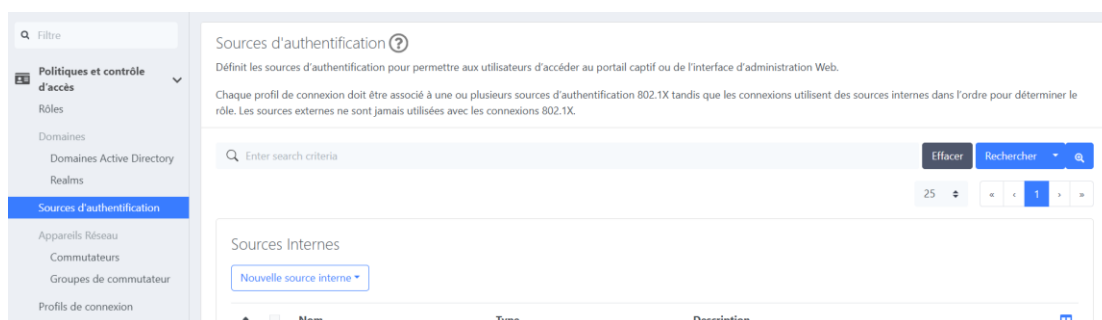 Filtre
Politiques et contrôle
d'accès
Rôles
Domaines
Domaines Active Directory
Realms
Sources d'authentification
Appareils Réseau
Commutateurs
Groupes de commutateur
Profils de connexion
Sources d'authentification ?
Définit les sources d'authentification pour permettre aux utilisateurs d'accéder au portail captif ou de l'interface d'administration Web.
Chaque profil de connexion doit être associé à une ou plusieurs sources d'authentification 802.1X tandis que les connexions utilisent des sources internes dans l'ordre pour déterminer le
rôle. Les sources externes ne sont jamais utilisées avec les connexions 802.1X.
Enter search criteria
Effacer Rechercher
25 « ‹ 1 › »
Sources Internes
Nouvelle source interne
Nom Type Description